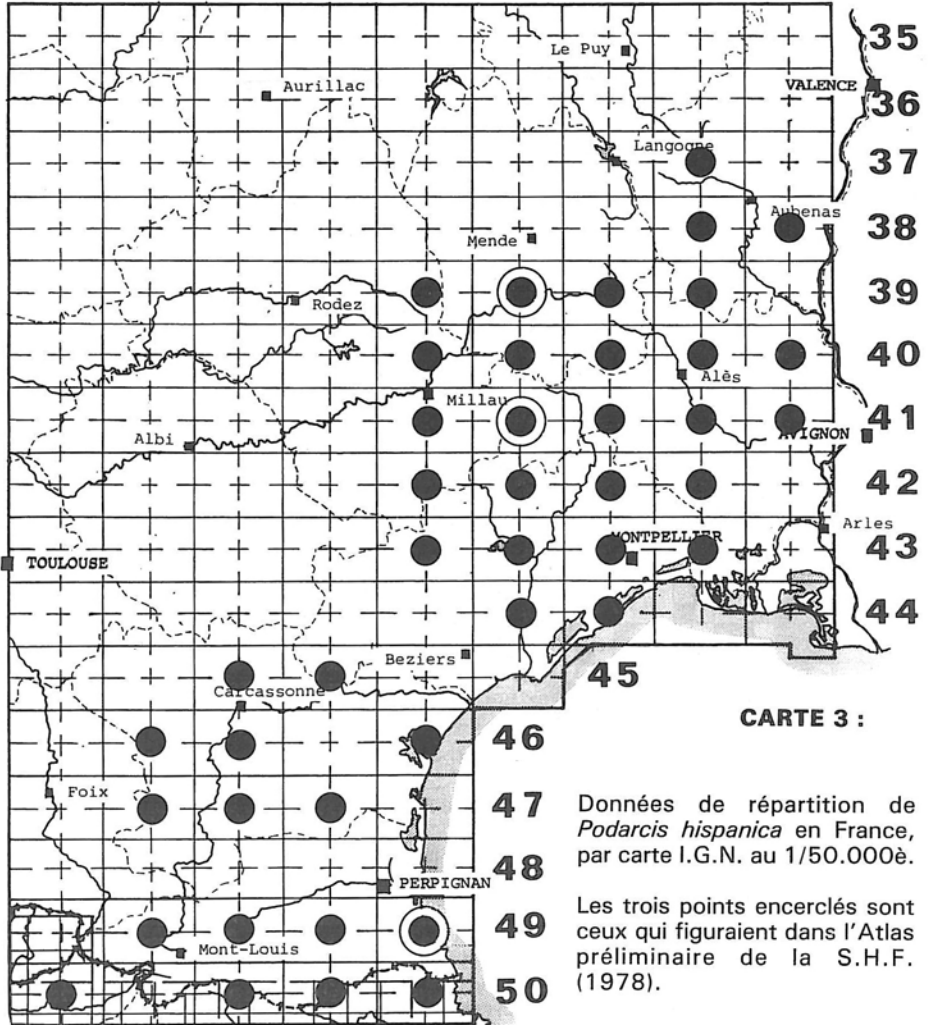 35
Le Puy
Aurillac
VALENCE
36
Langogne
37
Aubenas
38
Mende
39
Rodez
40
Alès
Millau
41
Albi
AVIGNON
42
Arles
MONTPELLIER
43
TOULOUSE
44
Beziers
45
Carcassonne
CARTE 3 :
46
Foix
47
Données de répartition de
Podarcis hispanica en France,
par carte I.G.N. au 1/50.000è.
48
PERPIGNAN
49
Mont-Louis
Les trois points encerclés sont
ceux qui figuraient dans l'Atlas
préliminaire de la S.H.F.
(1978).
50